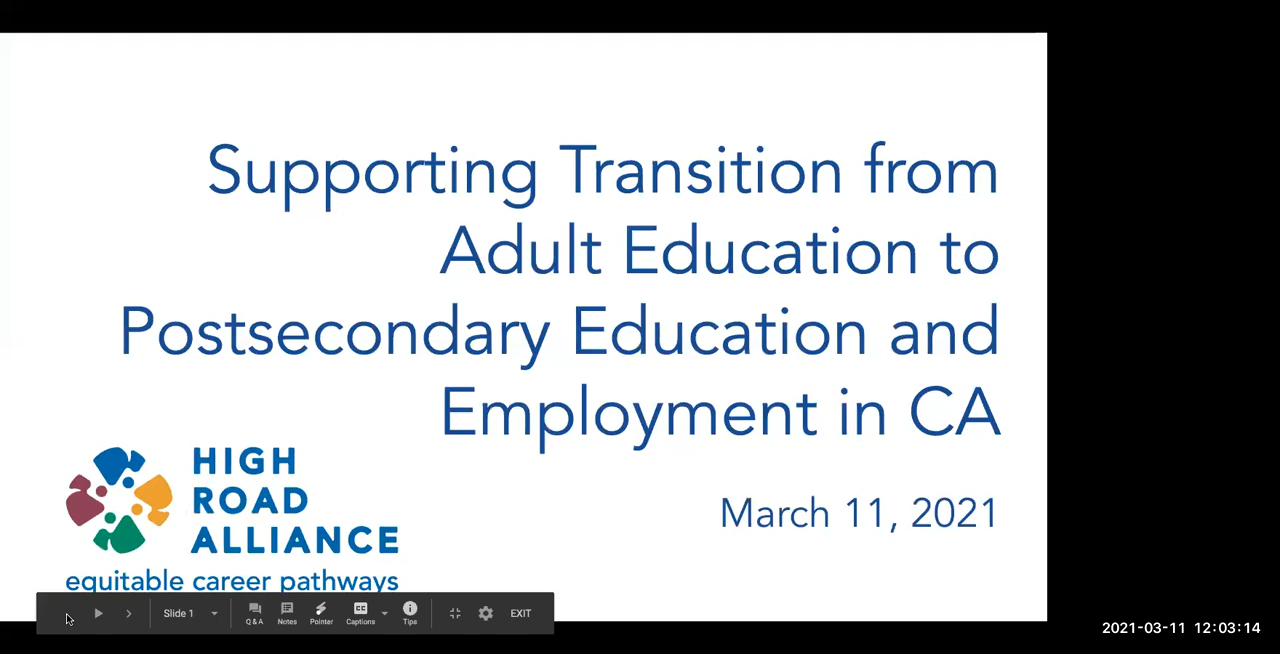 Supporting Transition from
Adult Education to
Postsecondary Education and
Employment in CA
March 11, 2021
HIGH
ROAD
ALLIANCE
equitable career pathways
Slide 1
Q & A
Notes
Pointer
CC
Captions
Tips
EXIT
2021-03-11 12:03:14